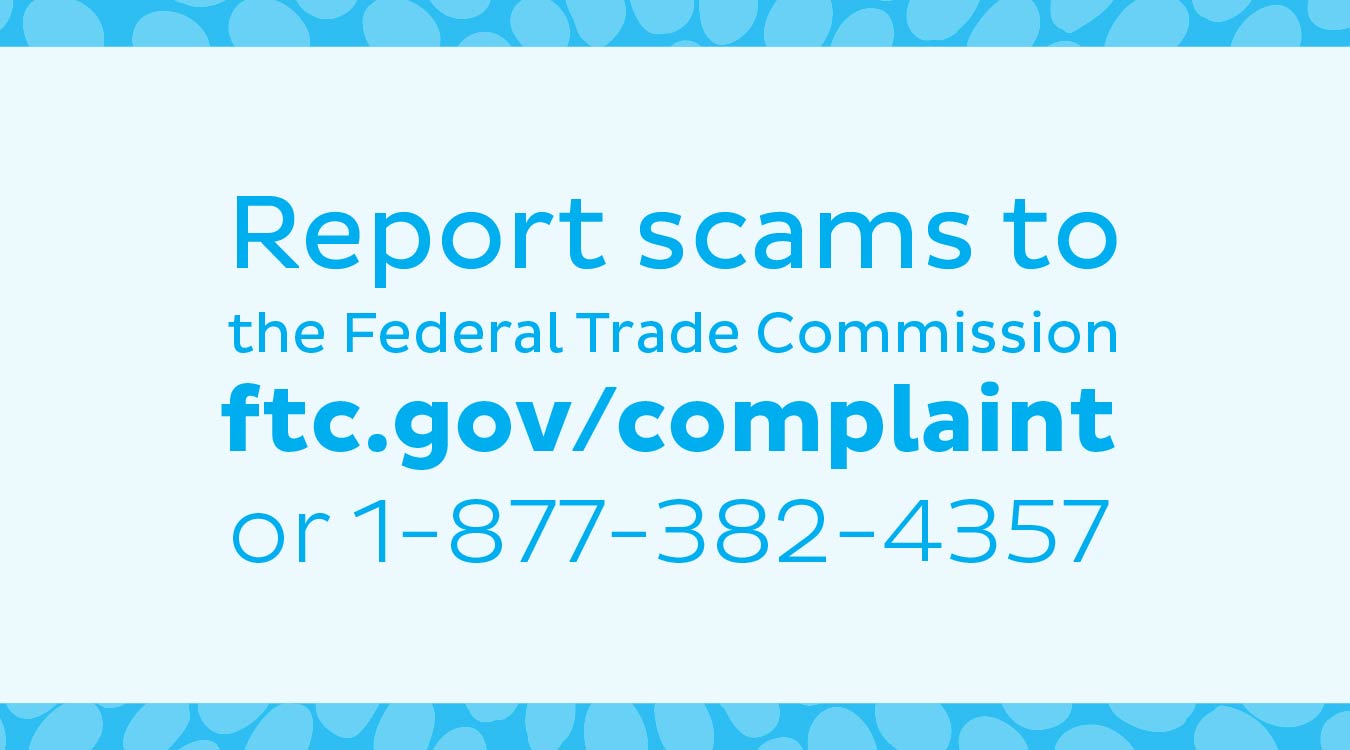 Report scams to
the Federal Trade Commission
ftc.gov/complaint
or 1-877-382-4357